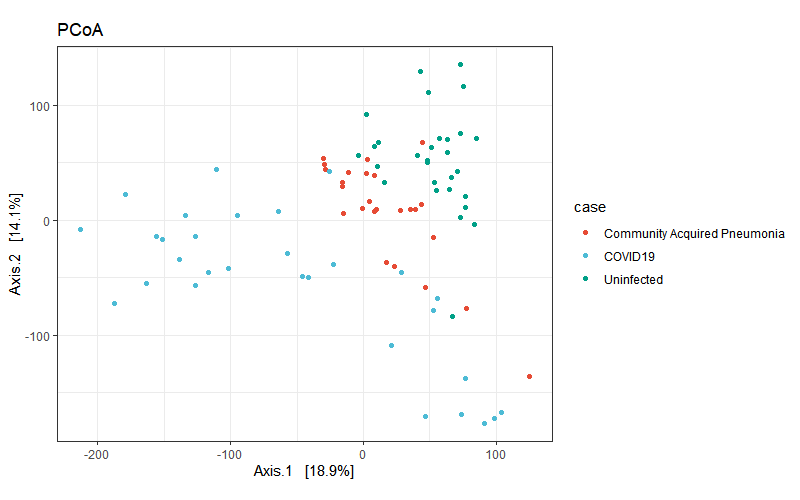 PCoA
100
0
-100
Axis.2 [14.1%]
-200
-100
0
100
Axis.1 [18.9%]
case
Community Acquired Pneumonia
COVID19
Uninfected